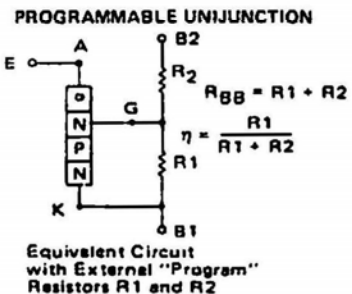 PROGRAMMABLE UNIJUNCTION
A
B2
E
R2
RBB = R1 + R2
P
G
N
η = R1 / R1 + R2
P
R1
N
K
B1
Equivalent Circuit
with External "Program"
Resistors R1 and R2